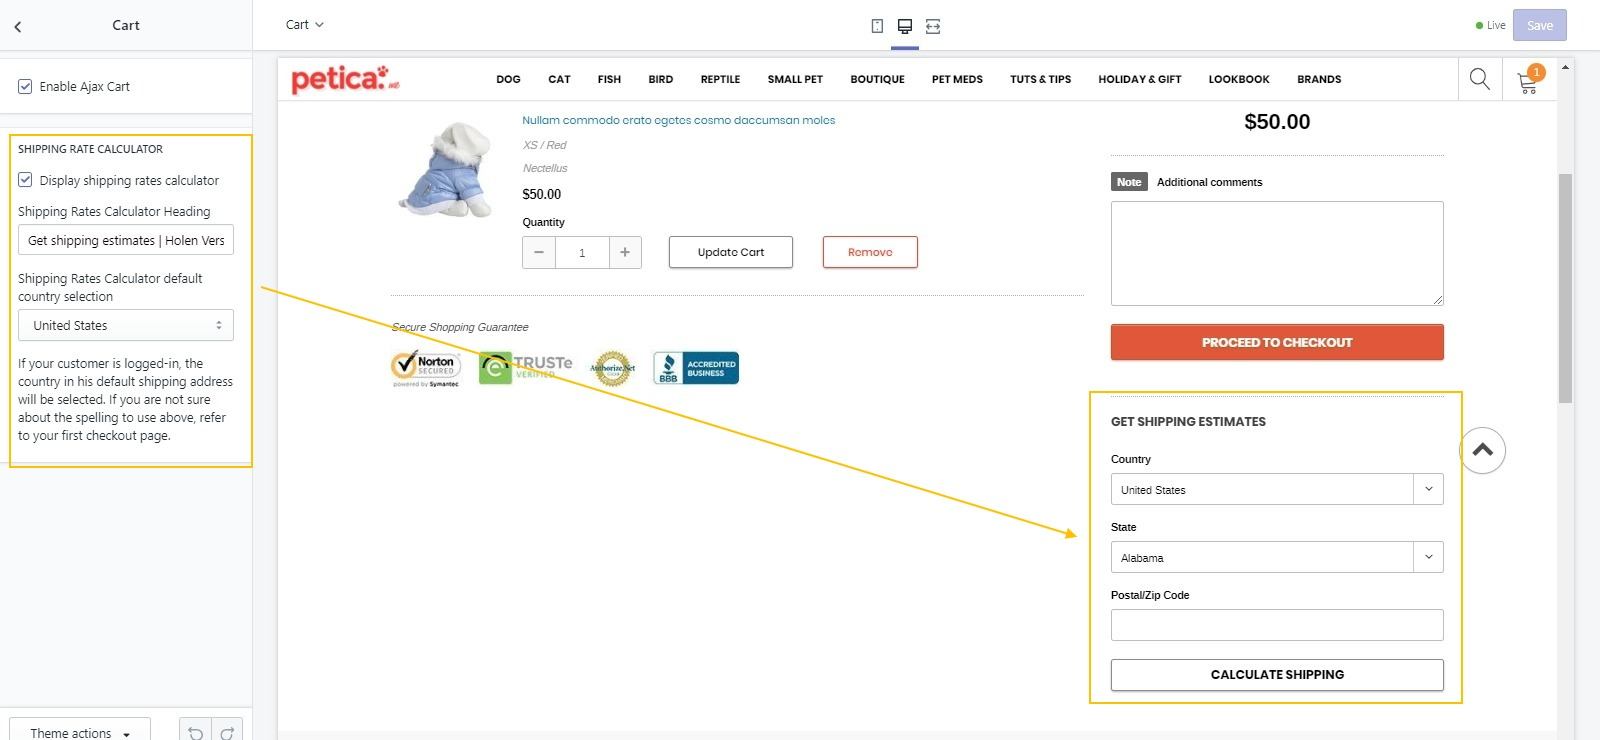 Cart
Cart
Live
Save
Enable Ajax Cart
SHIPPING RATE CALCULATOR
Display shipping rates calculator
Shipping Rates Calculator Heading
Get shipping estimates | Holen Vers
Shipping Rates Calculator default
country selection
United States
If your customer is logged-in, the
country in his default shipping address
will be selected. If you are not sure
about the spelling to use above, refer
to your first checkout page.
Theme actions
petica.
DOG CAT FISH BIRD REPTILE SMALL PET BOUTIQUE PET MEDS TUTS & TIPS HOLIDAY & GIFT LOOKBOOK BRANDS
1
Nullam commodo erato egetes cosmo daccumsan moles
XS / Red
Nectellus
$50.00
Quantity
− 1 + Update Cart Remove
Secure Shopping Guarantee
Norton
SECURED
powered by Symantec
TRUSTe
VERIFIED
Authorize.Net
BBB
ACCREDITED
BUSINESS
$50.00
Note Additional comments
PROCEED TO CHECKOUT
GET SHIPPING ESTIMATES
Country
United States
State
Alabama
Postal/Zip Code
CALCULATE SHIPPING